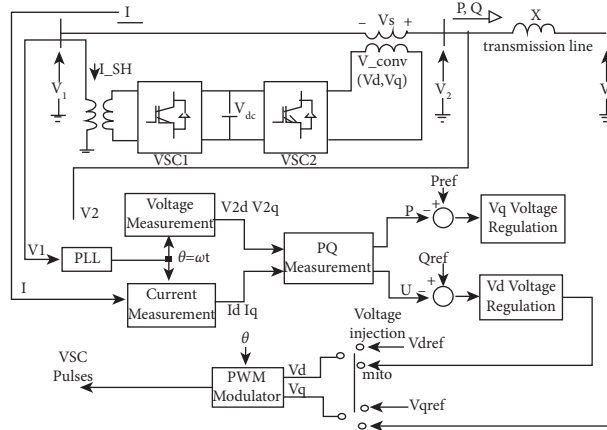 I
− Vs +
P, Q
X
transmission line
I_SH
V_conv
(Vd,Vq)
V1
Vdc
V2
V
VSC1
VSC2
V2
Voltage
Measurement
V2d V2q
Pref
P
− +
Vq Voltage
Regulation
V1
PLL
θ=ωt
PQ
Measurement
Qref
I
Current
Measurement
Id Iq
U
− +
Vd Voltage
Regulation
Voltage
injection
Vdref
θ
VSC
Pulses
PWM
Modulator
Vd
Vq
mito
Vqref